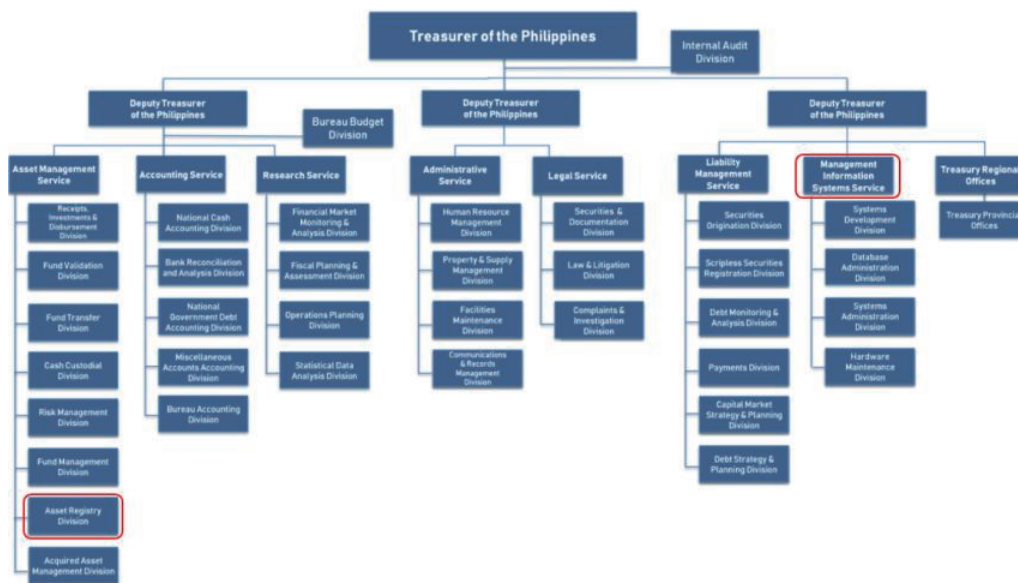 Treasurer of the Philippines
Internal Audit
Division
Deputy Treasurer
of the Philippines
Bureau Budget
Division
Deputy Treasurer
of the Philippines
Deputy Treasurer
of the Philippines
Asset Management
Service
Receipts,
Investments &
Disbursement
Division
Fund Validation
Division
Fund Transfer
Division
Cash Custodial
Division
Risk Management
Division
Fund Management
Division
Asset Registry
Division
Acquired Asset
Management Division
Accounting Service
National Cash
Accounting Division
Bank Reconciliation
and Analysis Division
National
Government Debt
Accounting Division
Miscellaneous
Accounts Accounting
Division
Bureau Accounting
Division
Research Service
Financial Market
Monitoring &
Analysis Division
Fiscal Planning &
Assessment Division
Operations Planning
Division
Statistical Data
Analysis Division
Administrative
Service
Human Resource
Management
Division
Property & Supply
Management
Division
Facilities
Maintenance
Division
Communications
& Records
Management
Division
Legal Service
Securities &
Documentation
Division
Law & Litigation
Division
Complaints &
Investigation
Division
Liability
Management
Service
Securities
Origination Division
Scripless Securities
Registration Division
Debt Monitoring
& Analysis
Division
Payments Division
Capital Market
Strategy & Planning
Division
Debt Strategy &
Planning Division
Management
Information
Systems Service
Systems
Development
Division
Database
Administration
Division
Systems
Administration
Division
Hardware
Maintenance
Division
Treasury Regional
Offices
Treasury Provincial
Offices